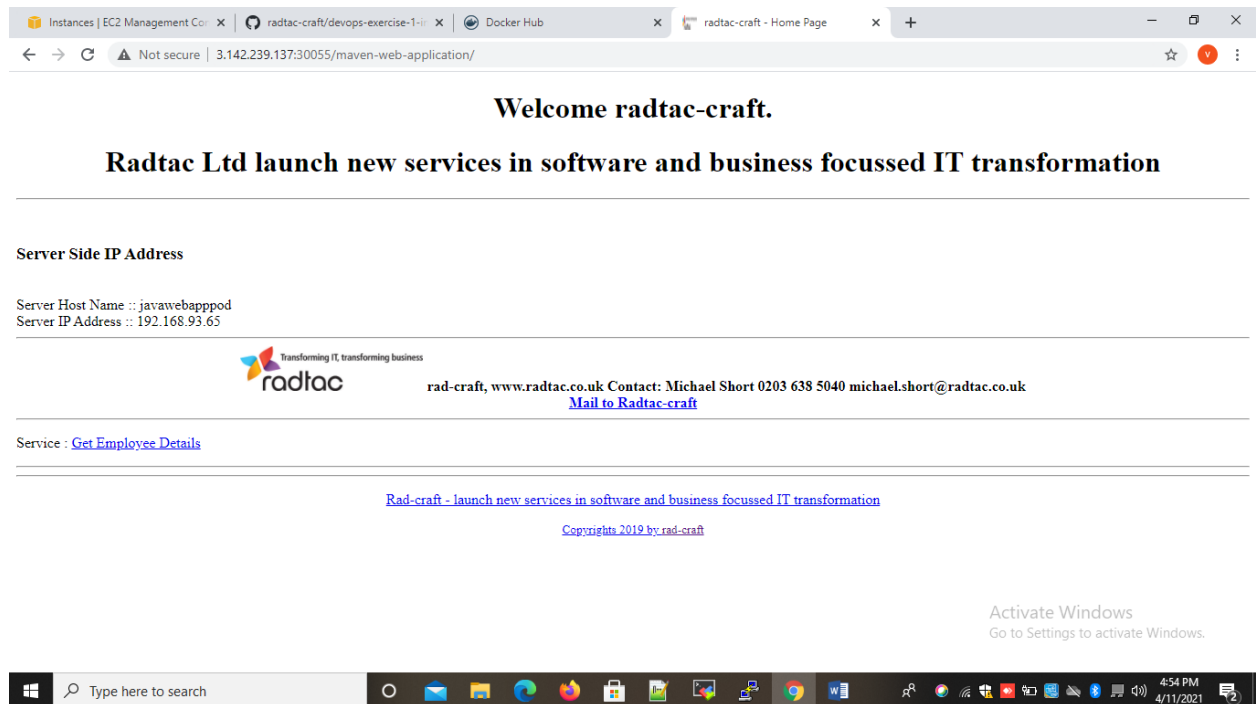 Instances | EC2 Management Cor
radtac-craft/devops-exercise-1-in
Docker Hub
radtac-craft - Home Page
Not secure | 3.142.239.137:30055/maven-web-application/
V
Welcome radtac-craft.
Radtac Ltd launch new services in software and business focussed IT transformation
Server Side IP Address
Server Host Name :: javawebapppod
Server IP Address :: 192.168.93.65
Transforming IT, transforming business
radtac
rad-craft, www.radtac.co.uk Contact: Michael Short 0203 638 5040 michael.short@radtac.co.uk
Mail to Radtac-craft
Service : Get Employee Details
Rad-craft - launch new services in software and business focussed IT transformation
Copyrights 2019 by rad-craft
Activate Windows
Go to Settings to activate Windows.
Type here to search
4:54 PM
4/11/2021
2